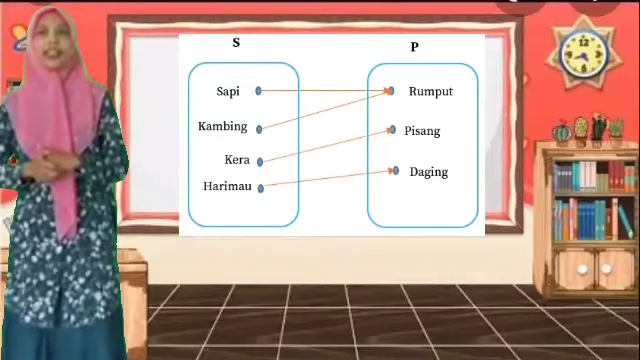 S P
Sapi Rumput
Kambing Pisang
Kera Daging
Harimau